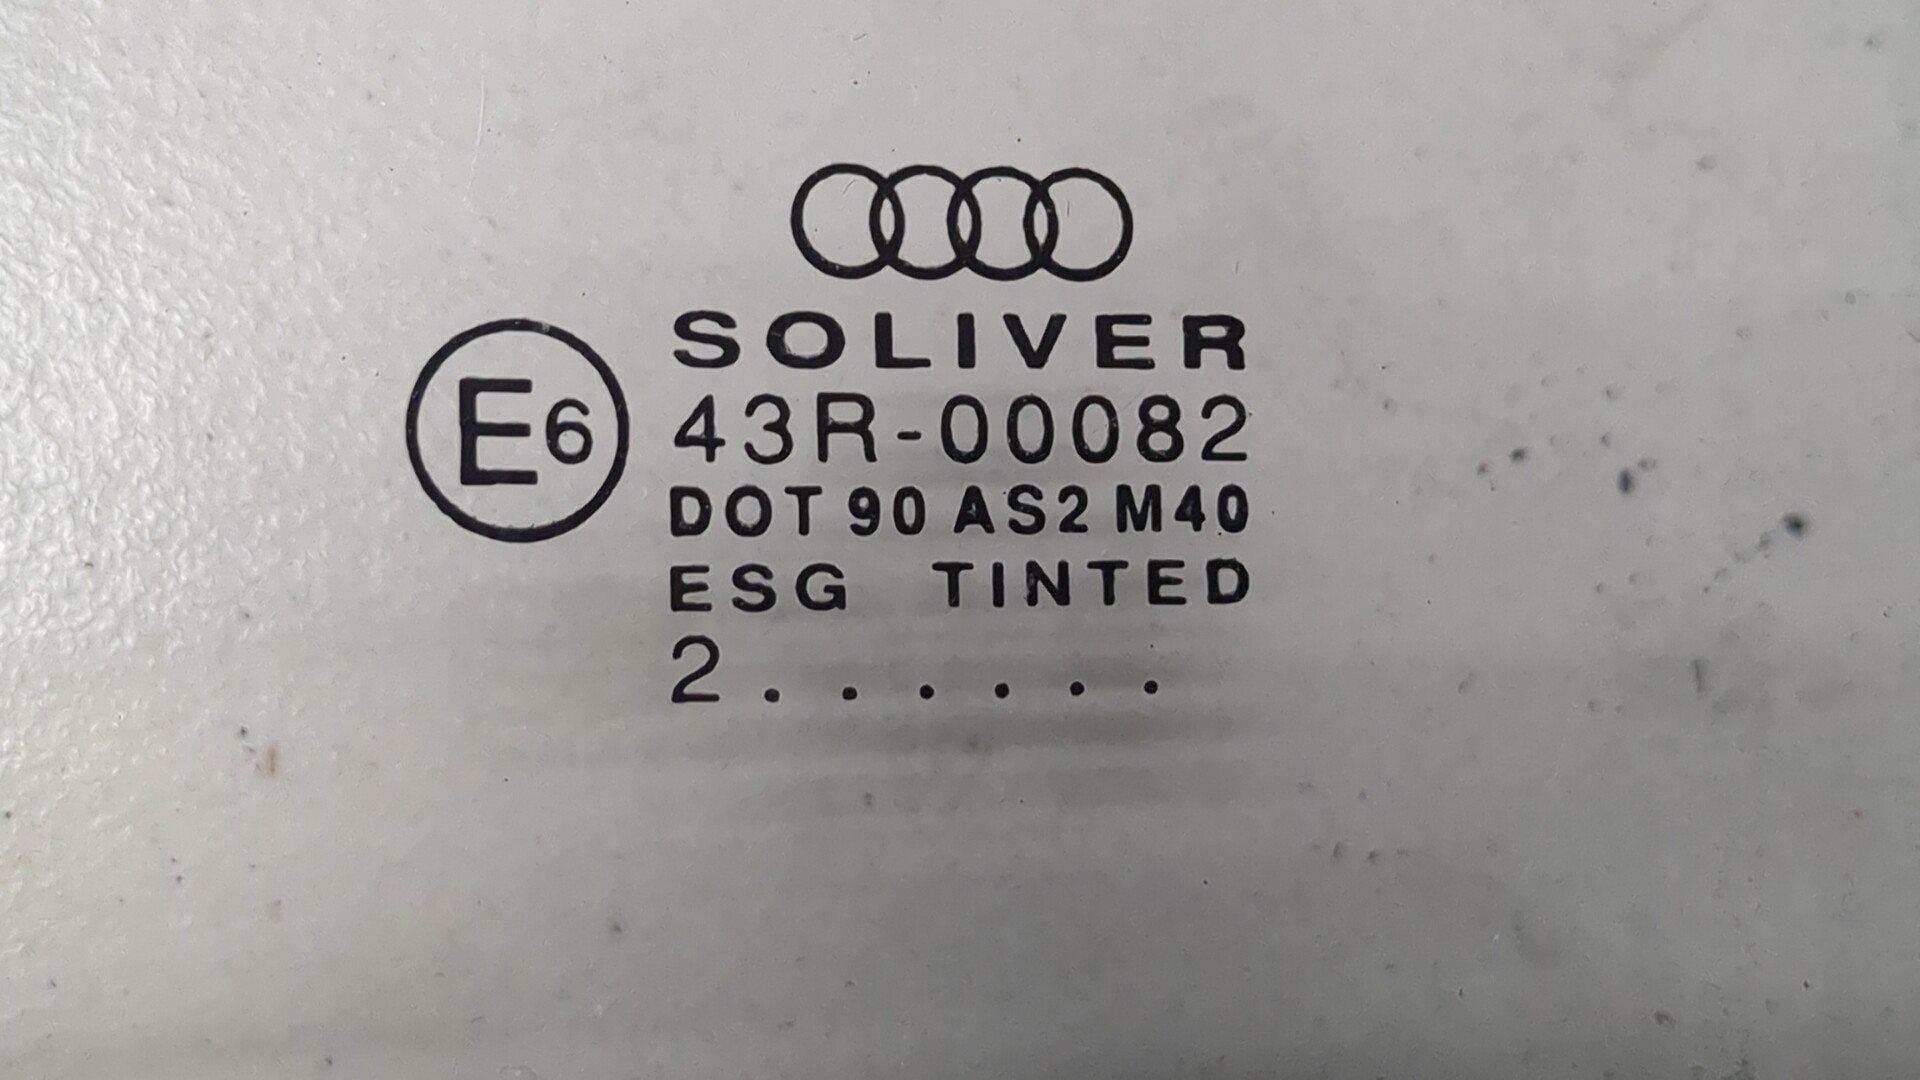 SOLIVER
E6
43R-00082
DOT 90 AS2 M40
ESG TINTED
2......